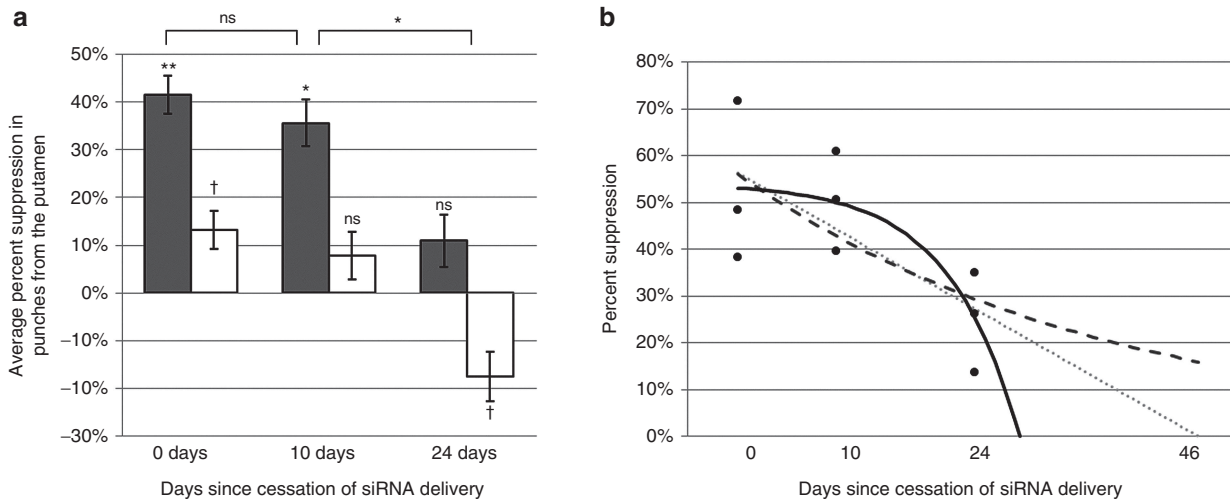 a
ns
*
50%
40%
30%
20%
10%
0%
–10%
–10%
–30%
**
†
*
ns
ns
†
Average percent suppression in
punches from the putamen
0 days
10 days
24 days
Days since cessation of siRNA delivery
b
80%
70%
60%
50%
40%
30%
20%
10%
0%
Percent suppression
0
10
24
46
Days since cessation of siRNA delivery